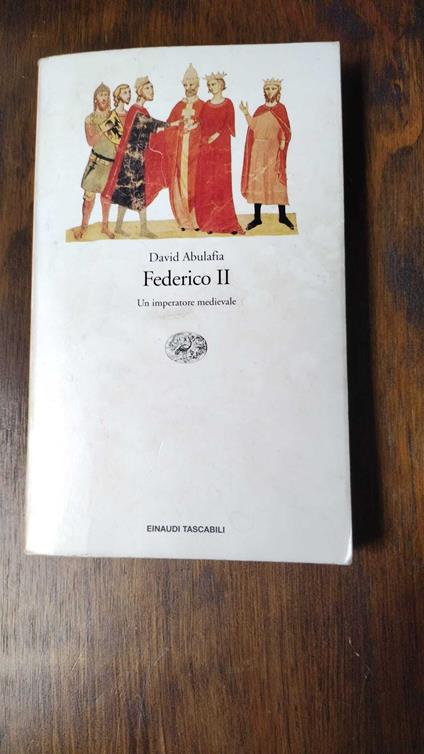 David Abulafia
Federico II
Un imperatore medievale
EINAUDI TASCABILI